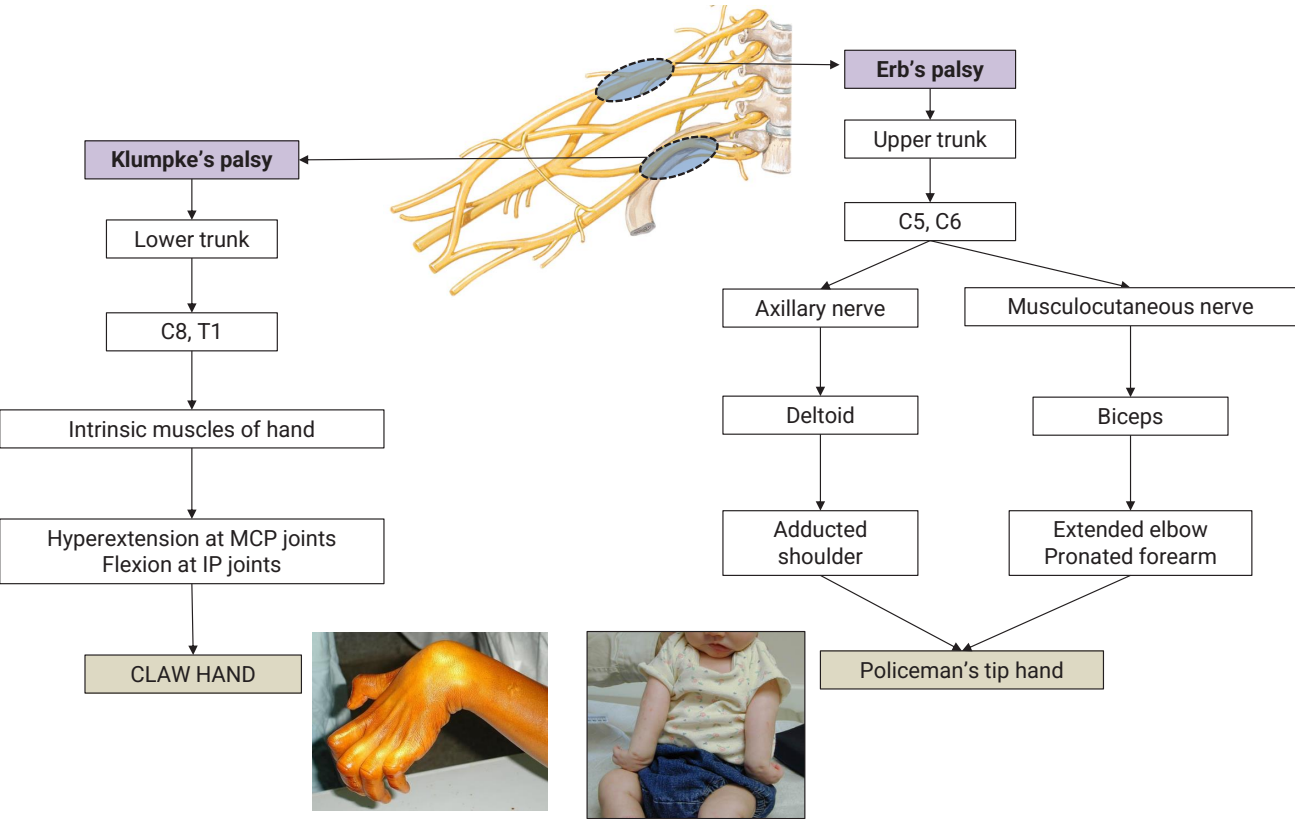 Klumpke’s palsy
Lower trunk
C8, T1
Intrinsic muscles of hand
Hyperextension at MCP joints
Flexion at IP joints
CLAW HAND
Erb’s palsy
Upper trunk
C5, C6
Axillary nerve
Deltoid
Adducted
shoulder
Musculocutaneous nerve
Biceps
Extended elbow
Pronated forearm
Policeman’s tip hand